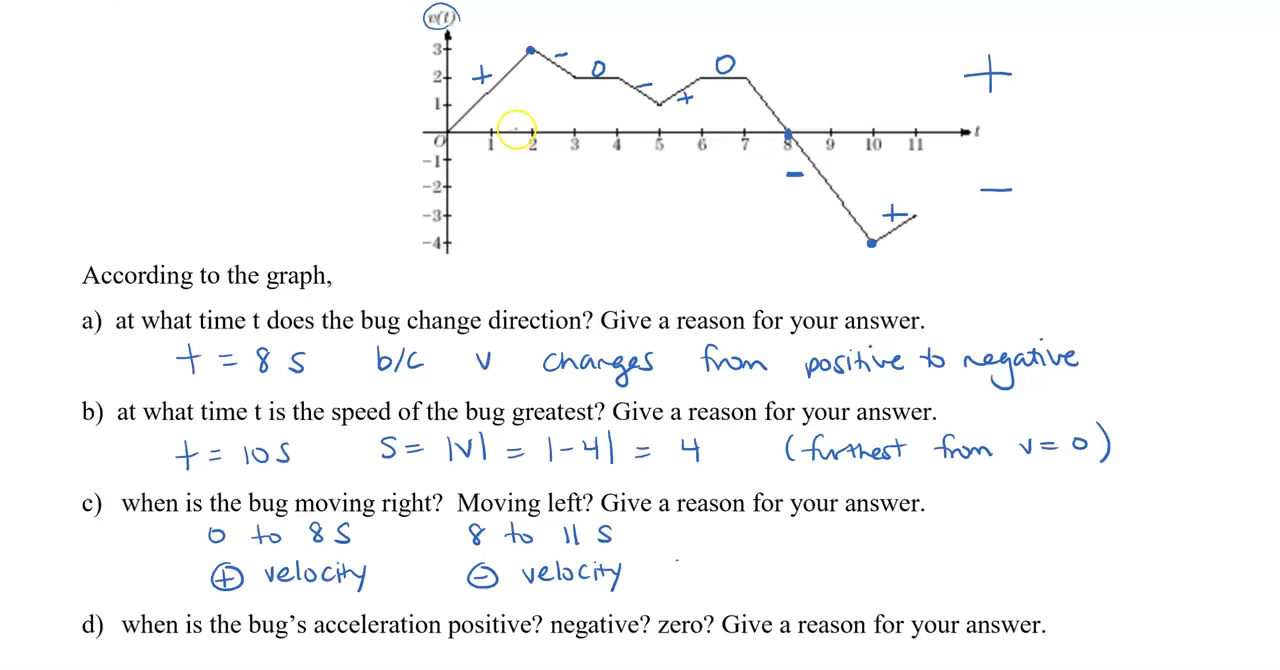 v(t)
+
3 - 0 0
2 + - +
1
O 1 2 3 4 5 6 7 8 9 10 11 t
-1
-2 - -
-3 +
-4
According to the graph,
a) at what time t does the bug change direction? Give a reason for your answer.
t = 8 s b/c v changes from positive to negative
b) at what time t is the speed of the bug greatest? Give a reason for your answer.
t = 10 s s = |v| = |-4| = 4 (furthest from v = 0)
c) when is the bug moving right? Moving left? Give a reason for your answer.
0 to 8 s 8 to 11 s
⊕ velocity ⊖ velocity
d) when is the bug's acceleration positive? negative? zero? Give a reason for your answer.